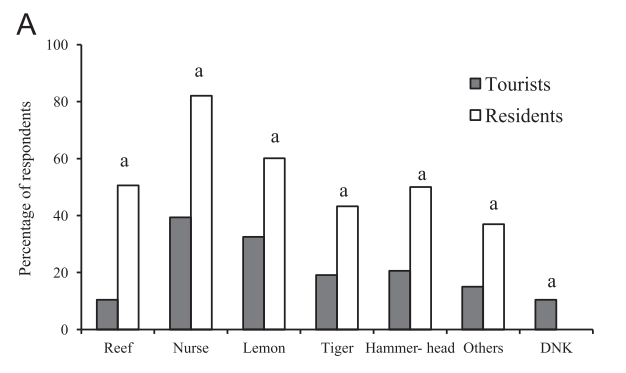 A
100
80
60
40
20
0
Percentage of respondents
a
a
a
a
a
a
a
Tourists
Residents
Reef Nurse Lemon Tiger Hammer- head Others DNK